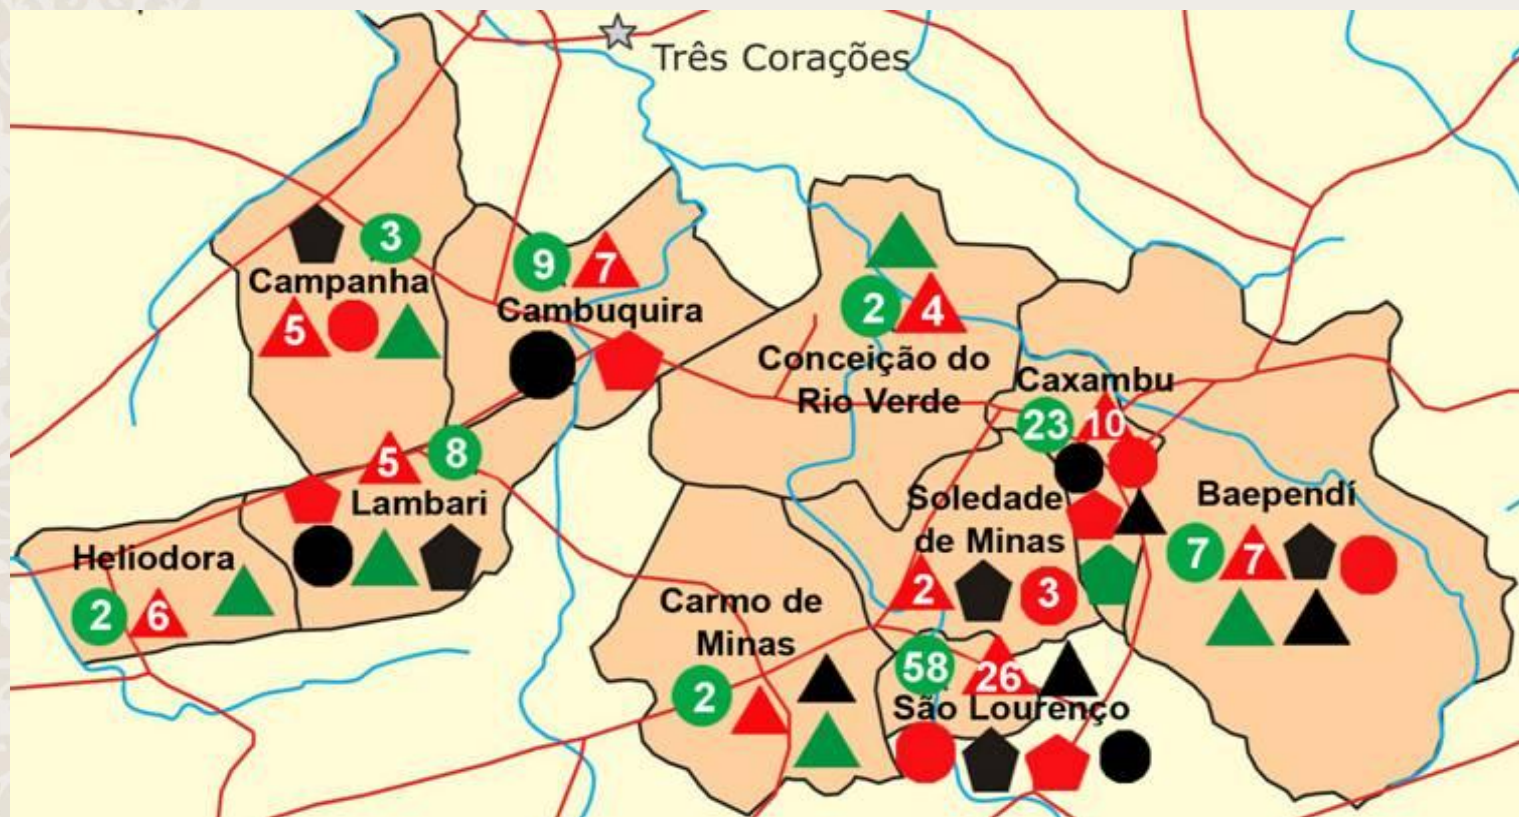 Três Corações
3
Campanha
5
9
7
Cambuquira
2
4
Conceição do
Rio Verde
Caxambu
23
10
5
8
Lambari
Heliodora
2
6
Soledade
de Minas
2
3
Baependí
7
7
Carmo de
Minas
2
58
26
São Lourenço